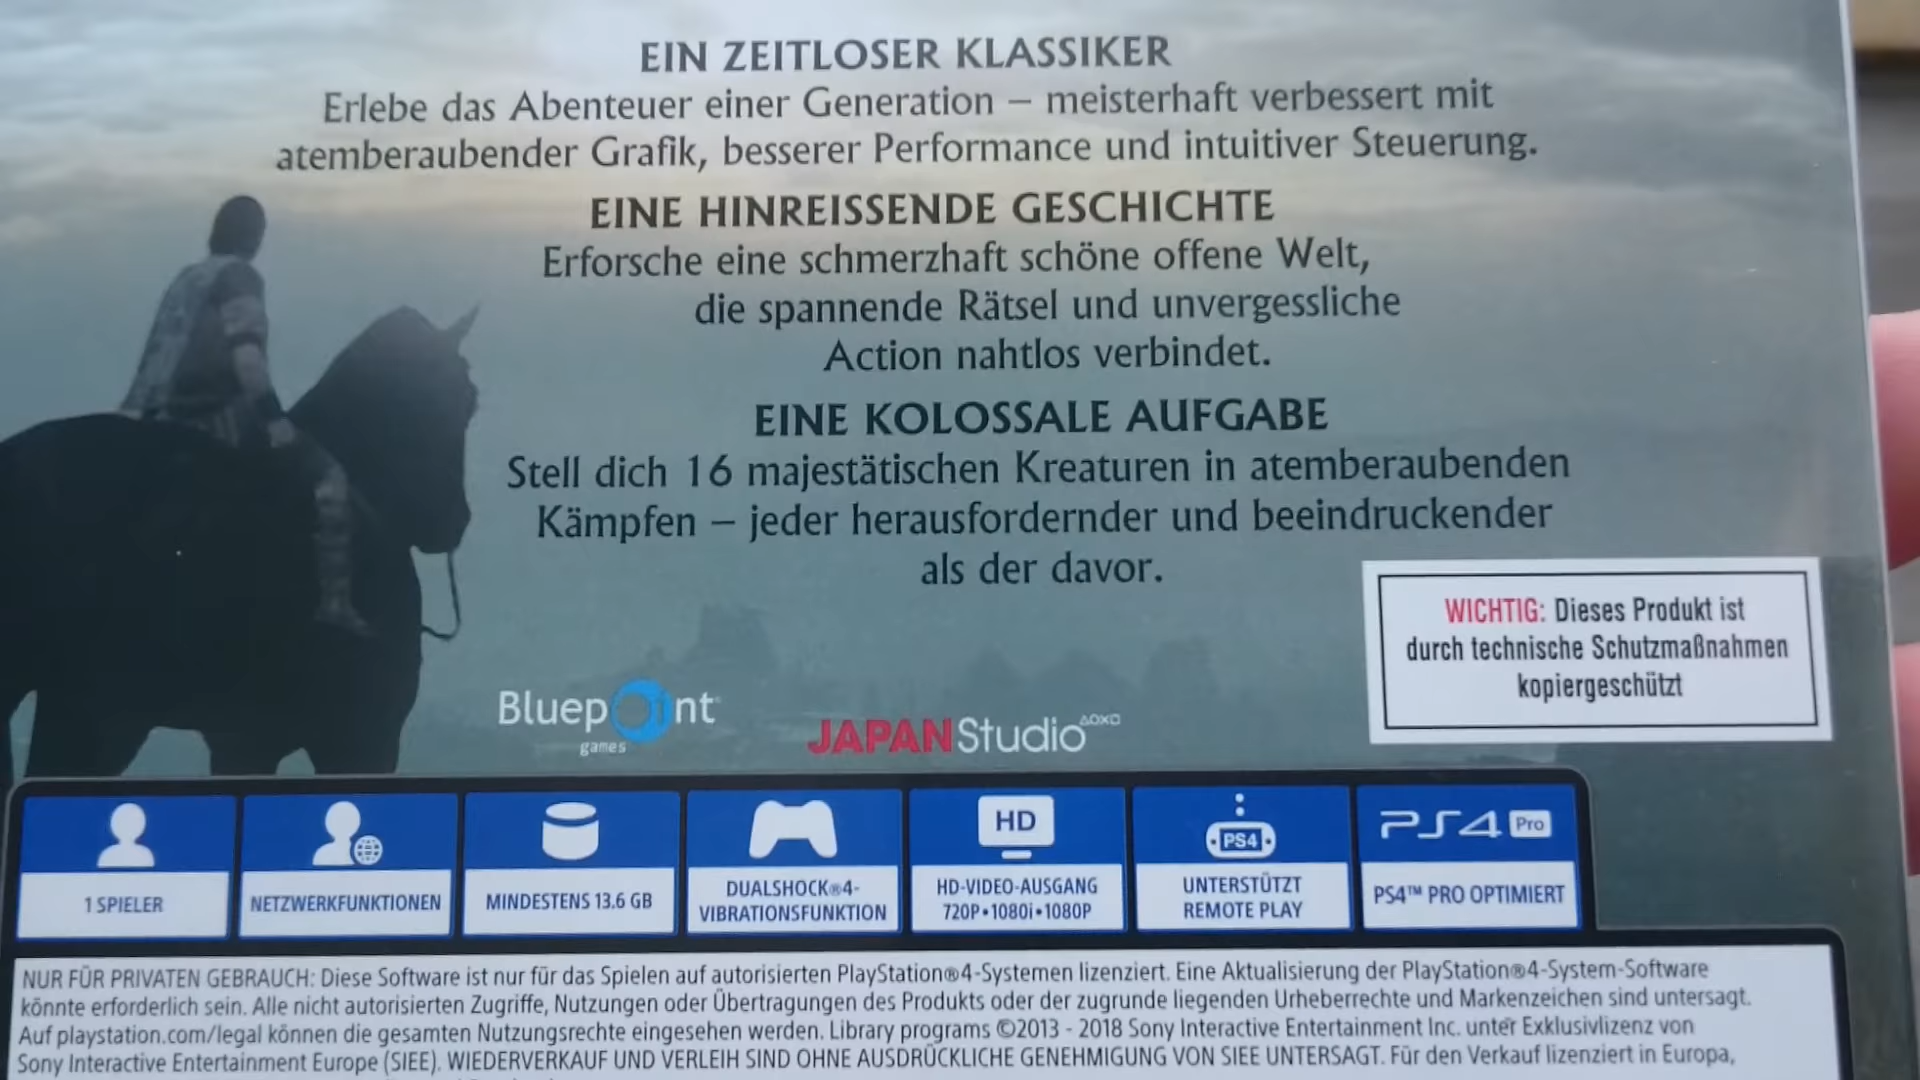 EIN ZEITLOSER KLASSIKER
Erlebe das Abenteuer einer Generation – meisterhaft verbessert mit
atemberaubender Grafik, besserer Performance und intuitiver Steuerung.
EINE HINREISSENDE GESCHICHTE
Erforsche eine schmerzhaft schöne offene Welt,
die spannende Rätsel und unvergessliche
Action nahtlos verbindet.
EINE KOLOSSALE AUFGABE
Stell dich 16 majestätischen Kreaturen in atemberaubenden
Kämpfen – jeder herausfordernder und beeindruckender
als der davor.
WICHTIG: Dieses Produkt ist
durch technische Schutzmaßnahmen
kopiergeschützt
Bluepoint
games
JAPAN Studio
HD
PS4
PS4 Pro
1 SPIELER
NETZWERKFUNKTIONEN
MINDESTENS 13.6 GB
DUALSHOCK®4-
VIBRATIONSFUNKTION
HD-VIDEO-AUSGANG
720P•1080i•1080P
UNTERSTÜTZT
REMOTE PLAY
PS4™ PRO OPTIMIERT
NUR FÜR PRIVATEN GEBRAUCH: Diese Software ist nur für das Spielen auf autorisierten PlayStation®4-Systemen lizenziert. Eine Aktualisierung der PlayStation®4-System-Software
könnte erforderlich sein. Alle nicht autorisierten Zugriffe, Nutzungen oder Übertragungen des Produkts oder der zugrunde liegenden Urheberrechte und Markenzeichen sind untersagt.
Auf playstation.com/legal können die gesamten Nutzungsrechte eingesehen werden. Library programs ©2013 - 2018 Sony Interactive Entertainment Inc. unter Exklusivlizenz von
Sony Interactive Entertainment Europe (SIEE). WIEDERVERKAUF UND VERLEIH SIND OHNE AUSDRÜCKLICHE GENEHMIGUNG VON SIEE UNTERSAGT. Für den Verkauf lizenziert in Europa,